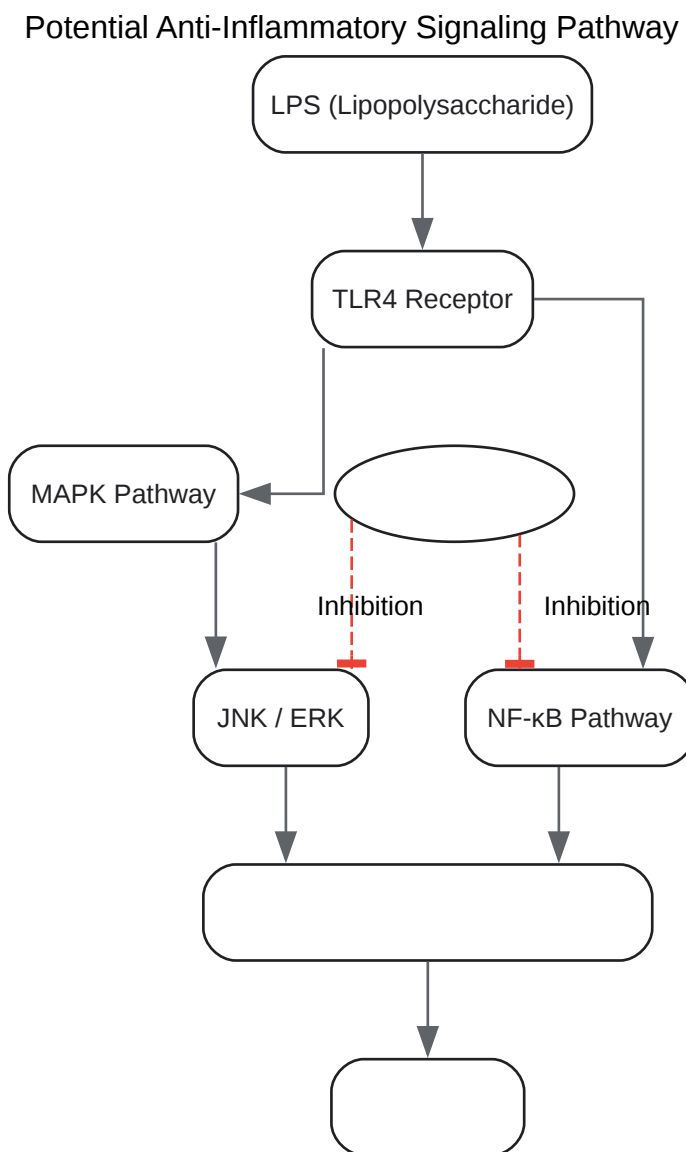 Potential Anti-Inflammatory Signaling Pathway
LPS (Lipopolysaccharide)
TLR4 Receptor
MAPK Pathway
Inhibition
Inhibition
JNK / ERK
NF-κB Pathway